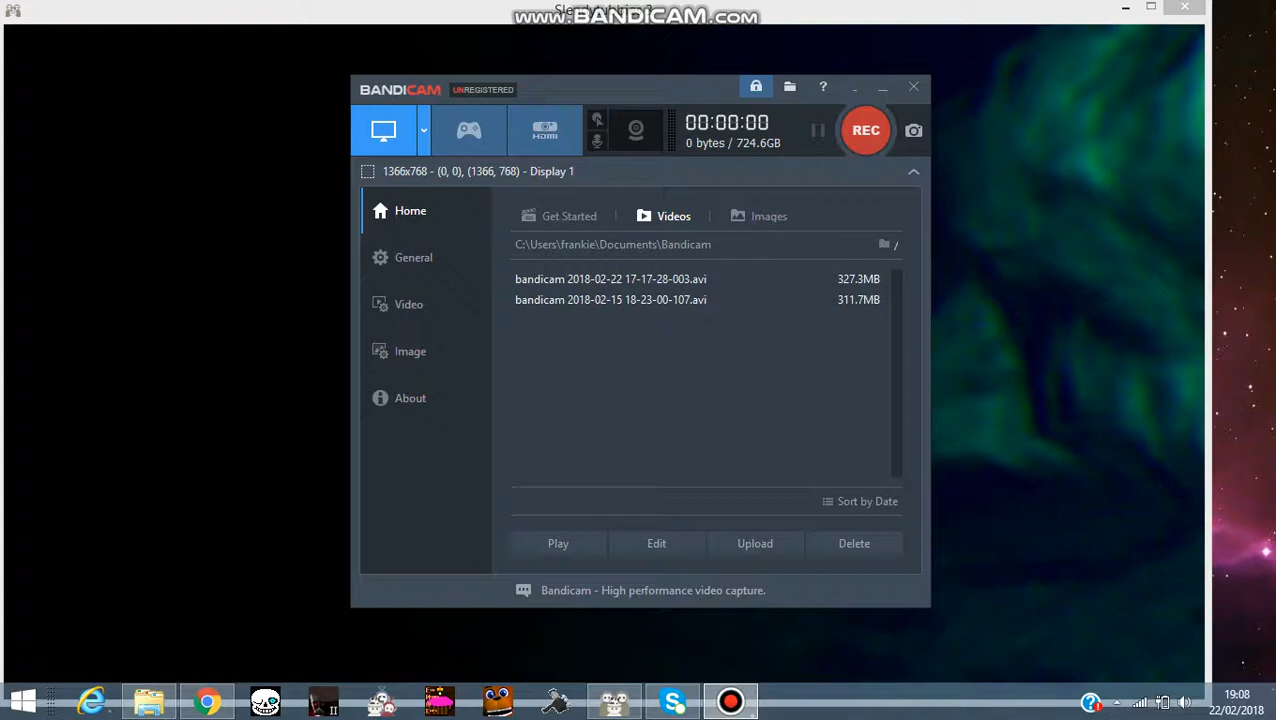 www.BANDICAM.com
BANDICAM UNREGISTERED
?
HDMI
00:00:00
0 bytes / 724.6GB
REC
1366x768 - (0, 0), (1366, 768) - Display 1
Home
General
Video
Image
About
Get Started
Videos
Images
C:\Users\frankie\Documents\Bandicam
/
bandicam 2018-02-22 17-17-28-003.avi 327.3MB
bandicam 2018-02-15 18-23-00-107.avi 311.7MB
Sort by Date
Play Edit Upload Delete
Bandicam - High performance video capture.
II
19:08
22/02/2018